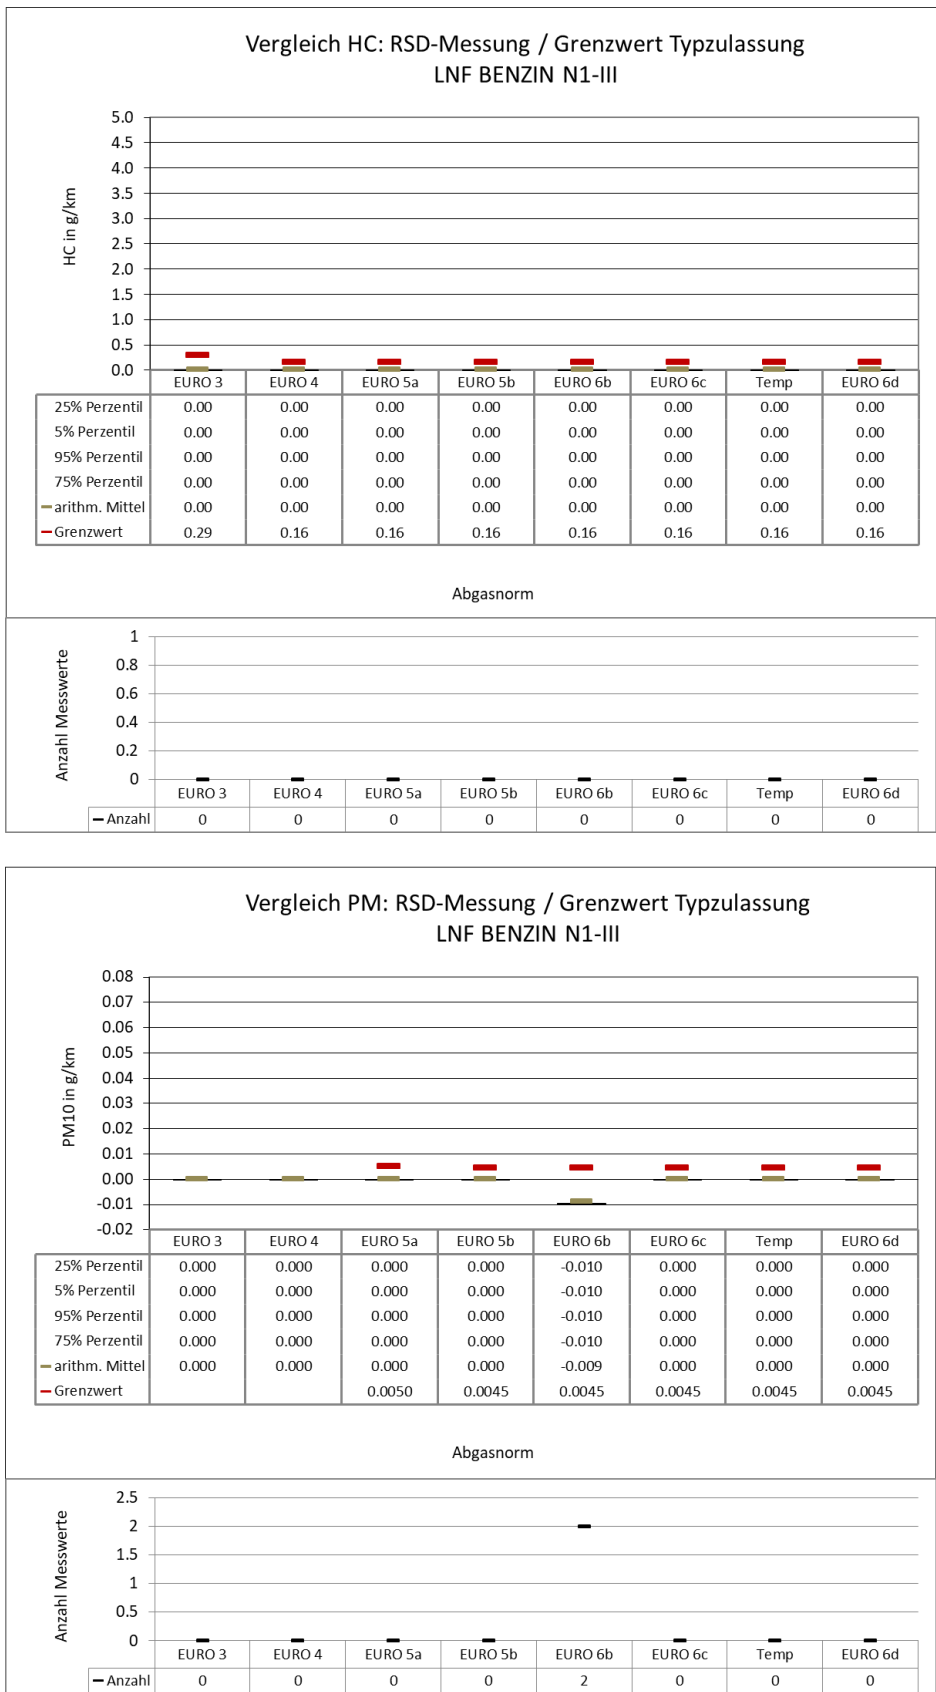 Vergleich HC: RSD-Messung / Grenzwert Typzulassung
LNF BENZIN N1-III
HC in g/km
5.0
4.5
4.0
3.5
3.0
2.5
2.0
1.5
1.0
0.5
0.0
EURO 3 EURO 4 EURO 5a EURO 5b EURO 6b EURO 6c Temp EURO 6d
25% Perzentil 0.00 0.00 0.00 0.00 0.00 0.00 0.00 0.00
5% Perzentil 0.00 0.00 0.00 0.00 0.00 0.00 0.00 0.00
95% Perzentil 0.00 0.00 0.00 0.00 0.00 0.00 0.00 0.00
75% Perzentil 0.00 0.00 0.00 0.00 0.00 0.00 0.00 0.00
arithm. Mittel 0.00 0.00 0.00 0.00 0.00 0.00 0.00 0.00
Grenzwert 0.29 0.16 0.16 0.16 0.16 0.16 0.16 0.16
Abgasnorm
Anzahl Messwerte
1
0.8
0.6
0.4
0.2
0
EURO 3 EURO 4 EURO 5a EURO 5b EURO 6b EURO 6c Temp EURO 6d
Anzahl 0 0 0 0 0 0 0 0
Vergleich PM: RSD-Messung / Grenzwert Typzulassung
LNF BENZIN N1-III
PM10 in g/km
0.08
0.07
0.06
0.05
0.04
0.03
0.02
0.01
0.00
-0.01
-0.02
EURO 3 EURO 4 EURO 5a EURO 5b EURO 6b EURO 6c Temp EURO 6d
25% Perzentil 0.000 0.000 0.000 0.000 -0.010 0.000 0.000 0.000
5% Perzentil 0.000 0.000 0.000 0.000 -0.010 0.000 0.000 0.000
95% Perzentil 0.000 0.000 0.000 0.000 -0.010 0.000 0.000 0.000
75% Perzentil 0.000 0.000 0.000 0.000 -0.010 0.000 0.000 0.000
arithm. Mittel 0.000 0.000 0.000 0.000 -0.009 0.000 0.000 0.000
Grenzwert 0.0050 0.0045 0.0045 0.0045 0.0045 0.0045
Abgasnorm
Anzahl Messwerte
2.5
2
1.5
1
0.5
0
EURO 3 EURO 4 EURO 5a EURO 5b EURO 6b EURO 6c Temp EURO 6d
Anzahl 0 0 0 0 2 0 0 0